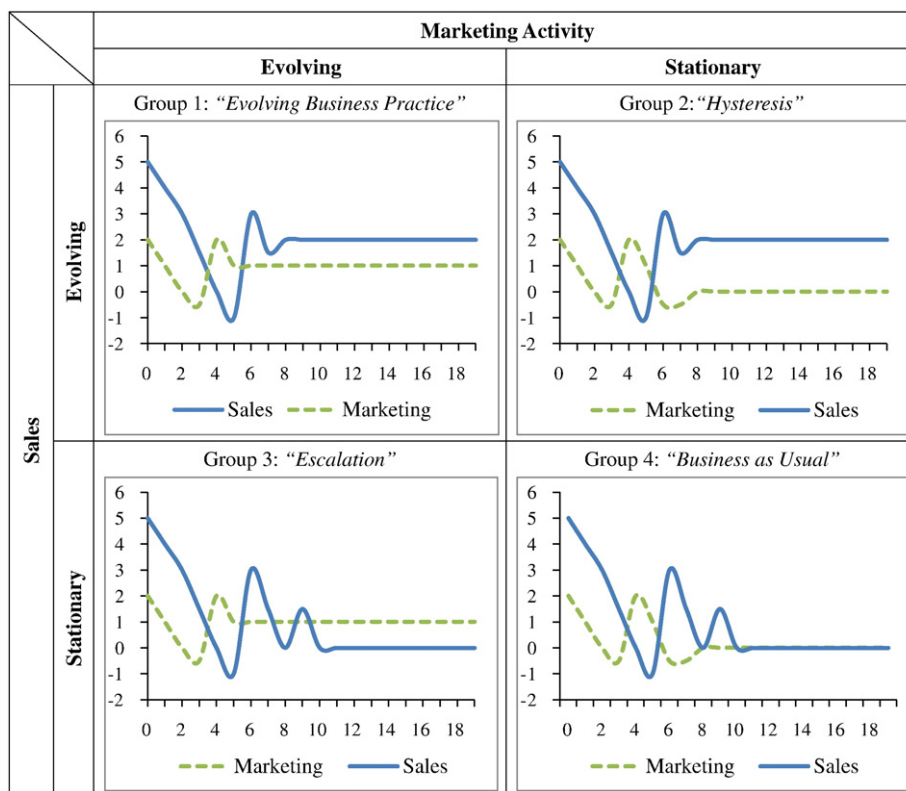 Marketing Activity
Evolving Stationary
Sales
Evolving
Group 1: “Evolving Business Practice”
6
5
4
3
2
1
0
-1
-2
0 2 4 6 8 10 12 14 16 18
Sales Marketing
Group 2:“Hysteresis”
6
5
4
3
2
1
0
-1
-2
0 2 4 6 8 10 12 14 16 18
Marketing Sales
Stationary
Group 3: “Escalation”
6
5
4
3
2
1
0
-1
-2
0 2 4 6 8 10 12 14 16 18
Marketing Sales
Group 4: “Business as Usual”
6
5
4
3
2
1
0
-1
-2
0 2 4 6 8 10 12 14 16 18
Marketing Sales